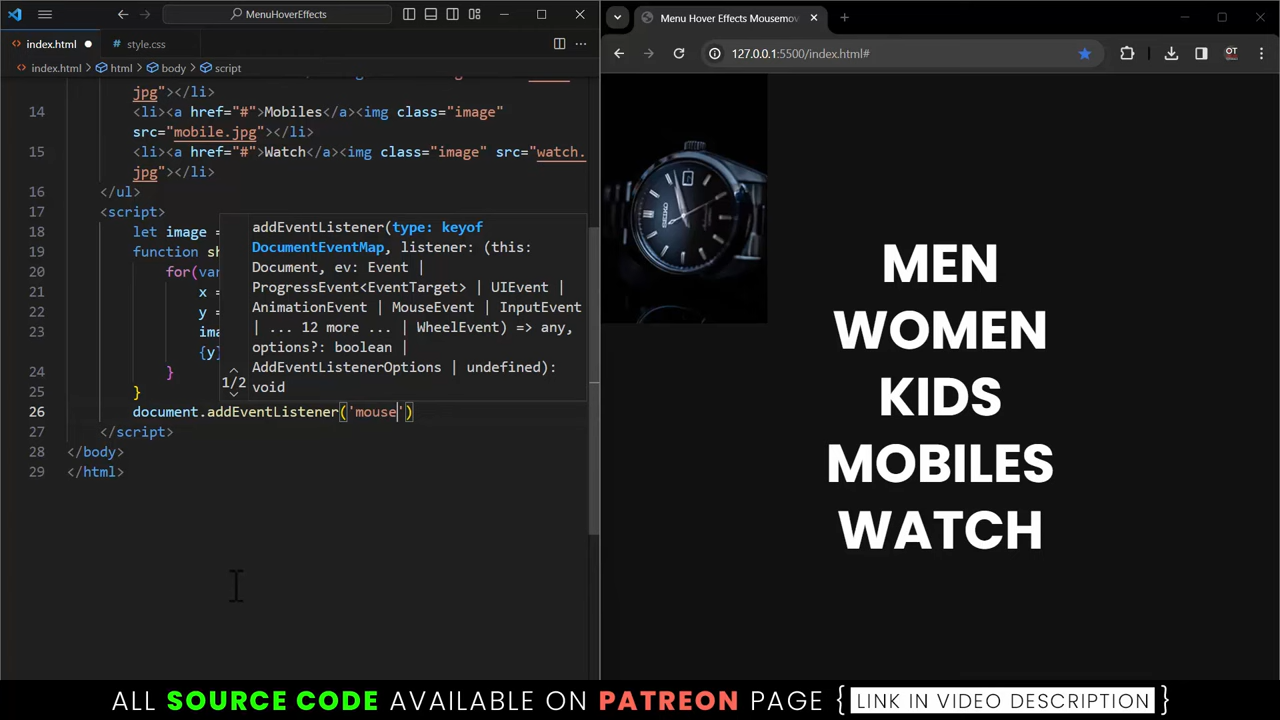 MenuHoverEffects
index.html
style.css
index.html > html > body > script
jpg"></li>
14 <li><a href="#">Mobiles</a><img class="image"
src="mobile.jpg"></li>
15 <li><a href="#">Watch</a><img class="image" src="watch.
jpg"></li>
16 </ul>
17 <script>
18 let image =
19 function sh
20 for(var
21 x =
22 y =
23 ima
{y}
24 }
25 }
26 document.addEventListener('mouse')
27 </script>
28 </body>
29 </html>
addEventListener(type: keyof
DocumentEventMap, listener: (this:
Document, ev: Event |
ProgressEvent<EventTarget> | UIEvent |
AnimationEvent | MouseEvent | InputEvent
| ... 12 more ... | WheelEvent) => any,
options?: boolean |
AddEventListenerOptions | undefined):
void
1/2
Menu Hover Effects Mousemov
127.0.0.1:5500/index.html#
OT
SEIKO
MEN
WOMEN
KIDS
MOBILES
WATCH
ALL SOURCE CODE AVAILABLE ON PATREON PAGE { LINK IN VIDEO DESCRIPTION }